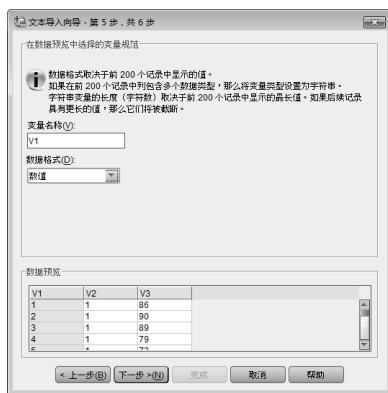 文本导入向导 - 第 5 步，共 6 步
在数据预览中选择的变量规范
数据格式取决于前 200 个记录中显示的值。
如果在前 200 个记录中列包含多个数据类型，那么将变量类型设置为字符串。
字符串变量的长度（字符数）取决于前 200 个记录中显示的最长值。如果后续记录
具有更长的值，那么它们将被截断。
变量名称(V):
V1
数据格式(D):
数值
数据预览
V1 V2 V3
1 1 86
2 1 90
3 1 89
4 1 79
< 上一步(B) 下一步 >(N) 完成 取消 帮助